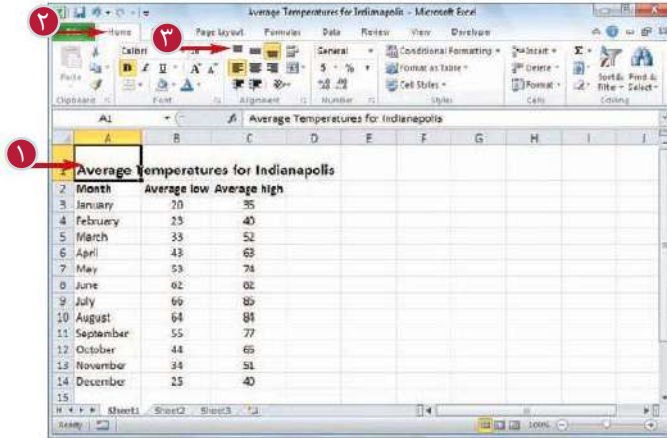 Average Temperatures for Indianapolis - Microsoft Excel
٢
٣
Home Page Layout Formulas Data Review View Developer
Calibri General Conditional Formatting Insert Σ
B I U A A $ % , Format as Table Delete
Paste A Cell Styles Format Sort & Find &
Filter Select
Clipboard Font Alignment Number Styles Cells Editing
A1 fx Average Temperatures for Indianapolis
A B C D E F G H I J
١
1 Average Temperatures for Indianapolis
2 Month Average low Average high
3 January 20 35
4 February 23 40
5 March 33 52
6 April 43 63
7 May 53 74
8 June 62 82
9 July 66 85
10 August 64 84
11 September 55 77
12 October 44 65
13 November 34 51
14 December 25 40
15
Sheet1 Sheet2 Sheet3
Ready 100%